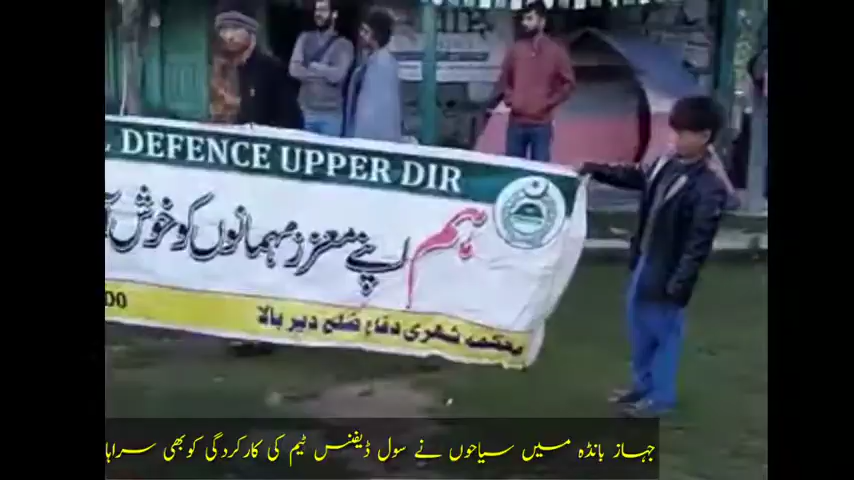 L DEFENCE UPPER DIR
ہم اپنے معزز مہمانوں کو خوش آ
00
محکمہ شہری دفاع ضلع دیر بالا
جہاز بانڈہ میں سیاحوں نے سول ڈیفنس ٹیم کی کارکردگی کو بھی سراہا